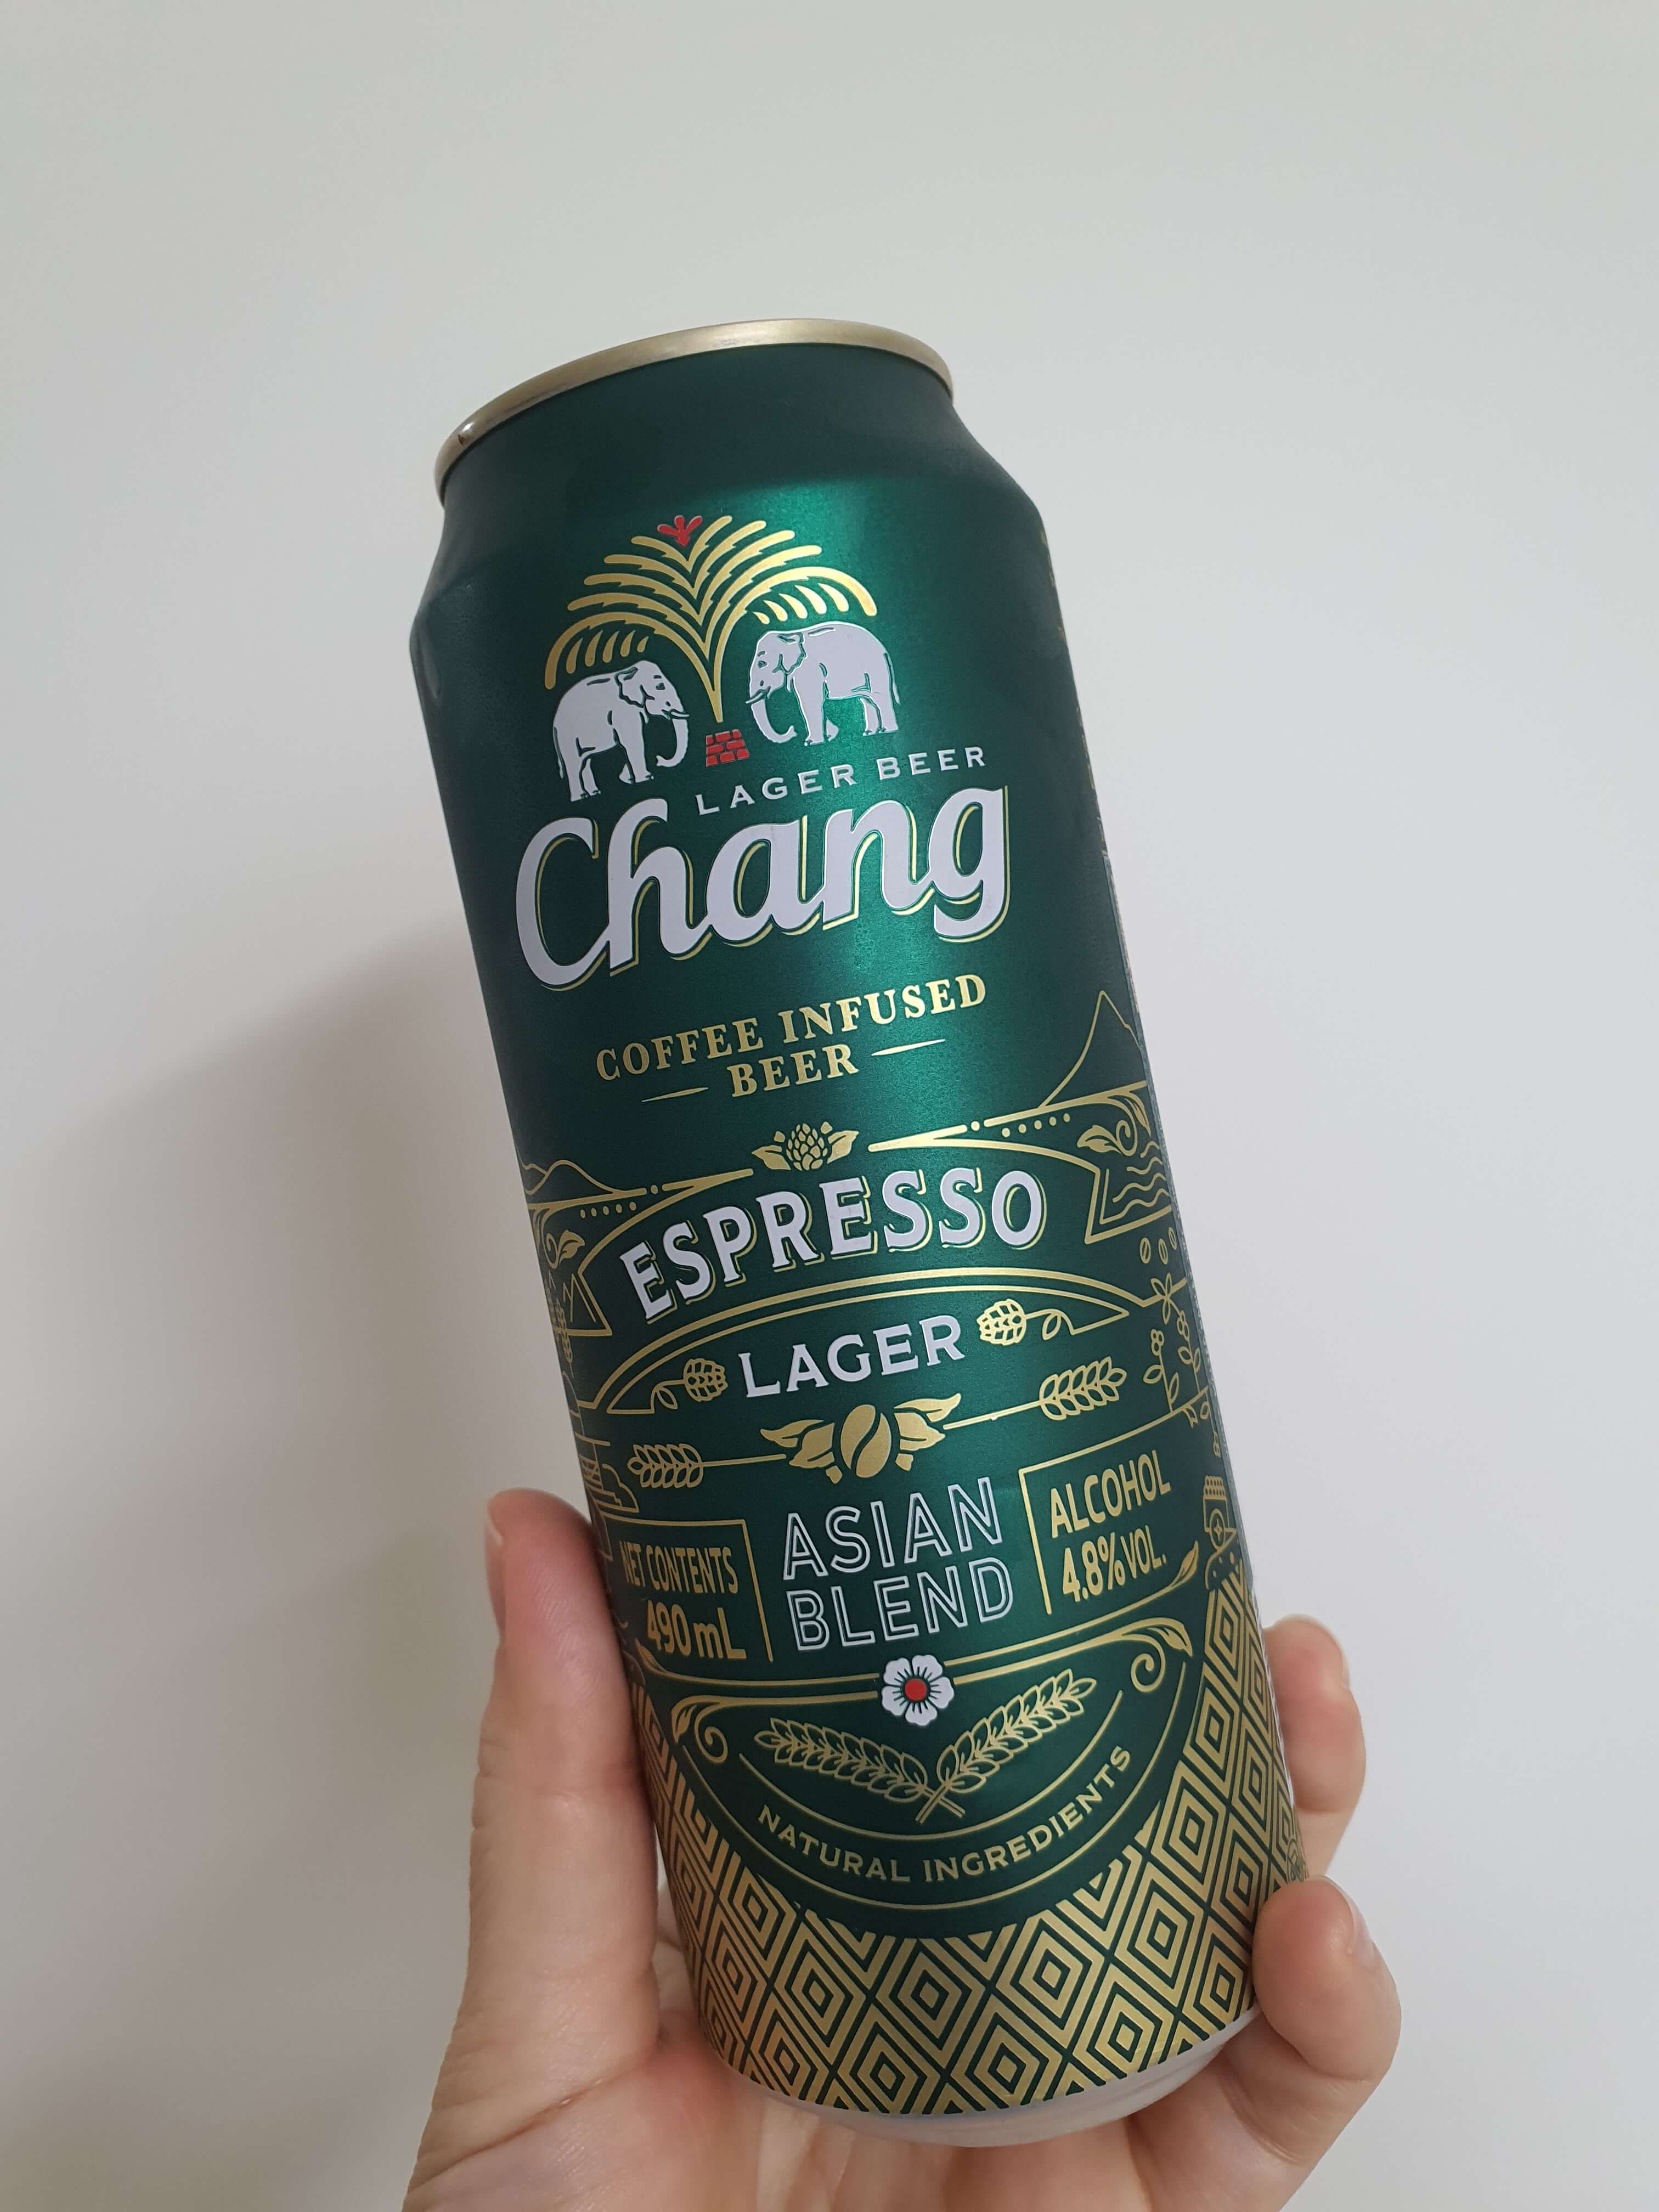 LAGER BEER
Chang
COFFEE INFUSED
BEER
ESPRESSO
LAGER
ASIAN
BLEND
NET CONTENTS
490 mL
ALCOHOL
4.8% VOL.
NATURAL INGREDIENTS